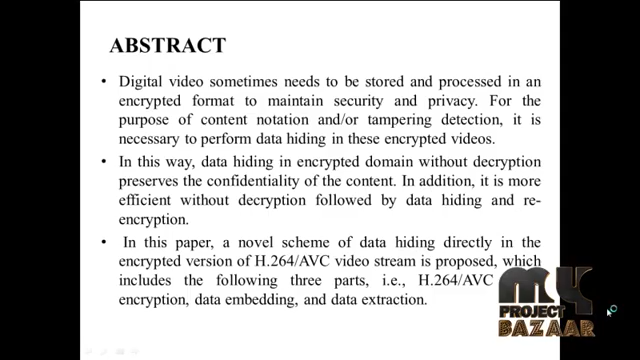 ABSTRACT
• Digital video sometimes needs to be stored and processed in an
encrypted format to maintain security and privacy. For the
purpose of content notation and/or tampering detection, it is
necessary to perform data hiding in these encrypted videos.
• In this way, data hiding in encrypted domain without decryption
preserves the confidentiality of the content. In addition, it is more
efficient without decryption followed by data hiding and re-
encryption.
• In this paper, a novel scheme of data hiding directly in the
encrypted version of H.264/AVC video stream is proposed, which
includes the following three parts, i.e., H.264/AVC
encryption, data embedding, and data extraction.
MY
PROJECT
BAZAAR